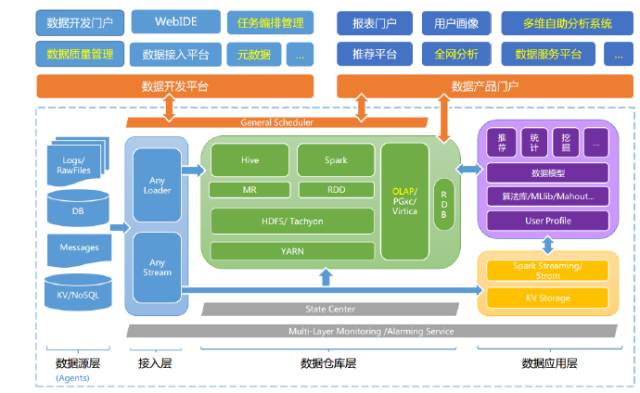 数据开发门户
WebIDE
任务编排管理
报表门户
用户画像
多维自助分析系统
数据质量管理
数据接入平台
元数据
...
推荐平台
全网分析
数据服务平台
...
数据开发平台
数据产品门户
General Scheduler
Logs/
RawFiles
DB
Messages
KV/NoSQL
Any
Loader
Any
Stream
Hive
Spark
MR
RDD
HDFS/ Tachyon
YARN
OLAP/
PGxc/
Virtica
RDB
推荐
统计
挖掘
...
数据模型
算法库/MLlib/Mahout...
User Profile
Spark Streaming/
Strom
KV Storage
State Center
Multi-Layer Monitoring /Alarming Service
数据源层
(Agents)
接入层
数据仓库层
数据应用层